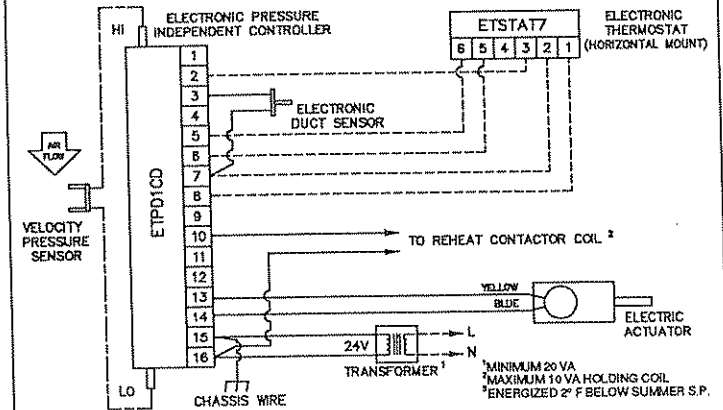 ELECTRONIC PRESSURE
INDEPENDENT CONTROLLER
HI
ETSTAT7
6 5 4 3 2 1
ELECTRONIC
THERMOSTAT
(HORIZONTAL MOUNT)
1
2
3
4
5
6
7
8
9
10
11
12
13
14
15
16
ETPD1CD
ELECTRONIC
DUCT SENSOR
AIR
FLOW
VELOCITY
PRESSURE
SENSOR
TO REHEAT CONTACTOR COIL ²
YELLOW
BLUE
ELECTRIC
ACTUATOR
24V
L
N
TRANSFORMER ¹
LO
CHASSIS WIRE
¹MINIMUM 20 VA
²MAXIMUM 10 VA HOLDING COIL
³ENERGIZED 2° F BELOW SUMMER S.P.